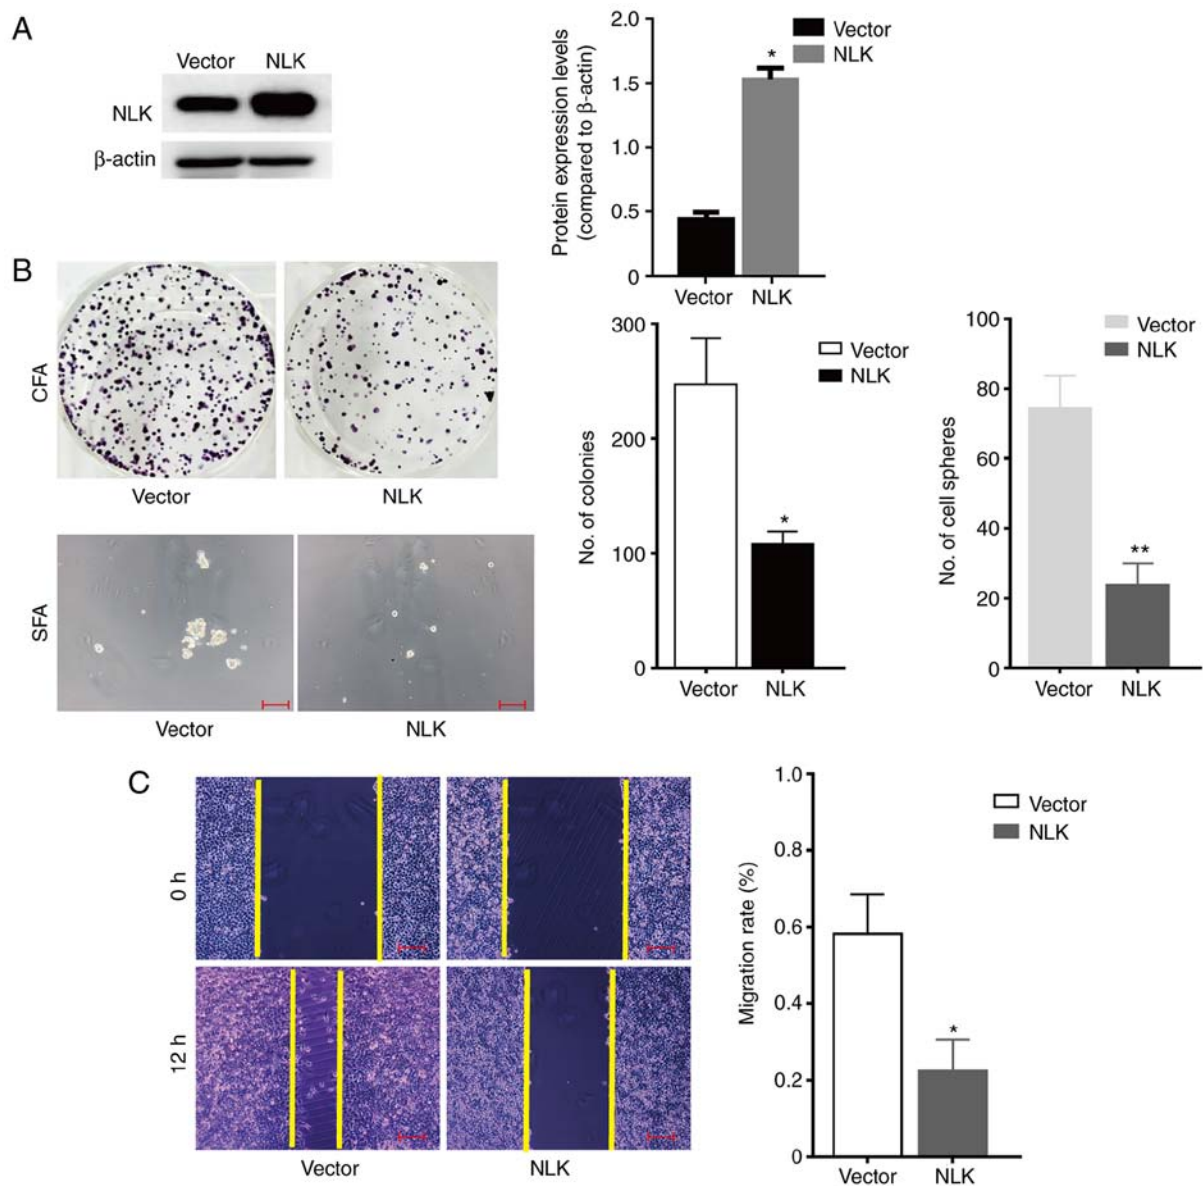 A
Vector NLK
NLK
β-actin
Protein expression levels
(compared to β-actin)
2.0
1.5
1.0
0.5
0
*
Vector
NLK
Vector NLK
B
CFA
Vector NLK
SFA
Vector NLK
No. of colonies
300
200
100
0
*
Vector
NLK
Vector NLK
No. of cell spheres
100
80
60
40
20
0
**
Vector
NLK
Vector NLK
C
0 h
12 h
Vector NLK
Migration rate (%)
1.0
0.8
0.6
0.4
0.2
0
*
Vector
NLK
Vector NLK